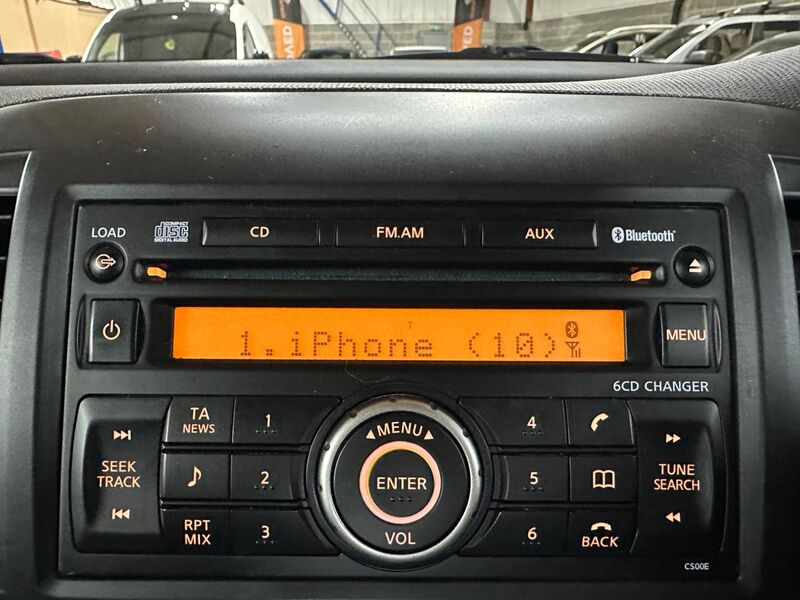 LOAD
COMPACT
disc
DIGITAL AUDIO
CD
FM.AM
AUX
Bluetooth
T
1.iPhone (10)
MENU
6CD CHANGER
SEEK
TRACK
TA
NEWS
1
2
RPT
MIX
3
◀MENU▶
ENTER
VOL
4
5
6
BACK
TUNE
SEARCH
CS00E